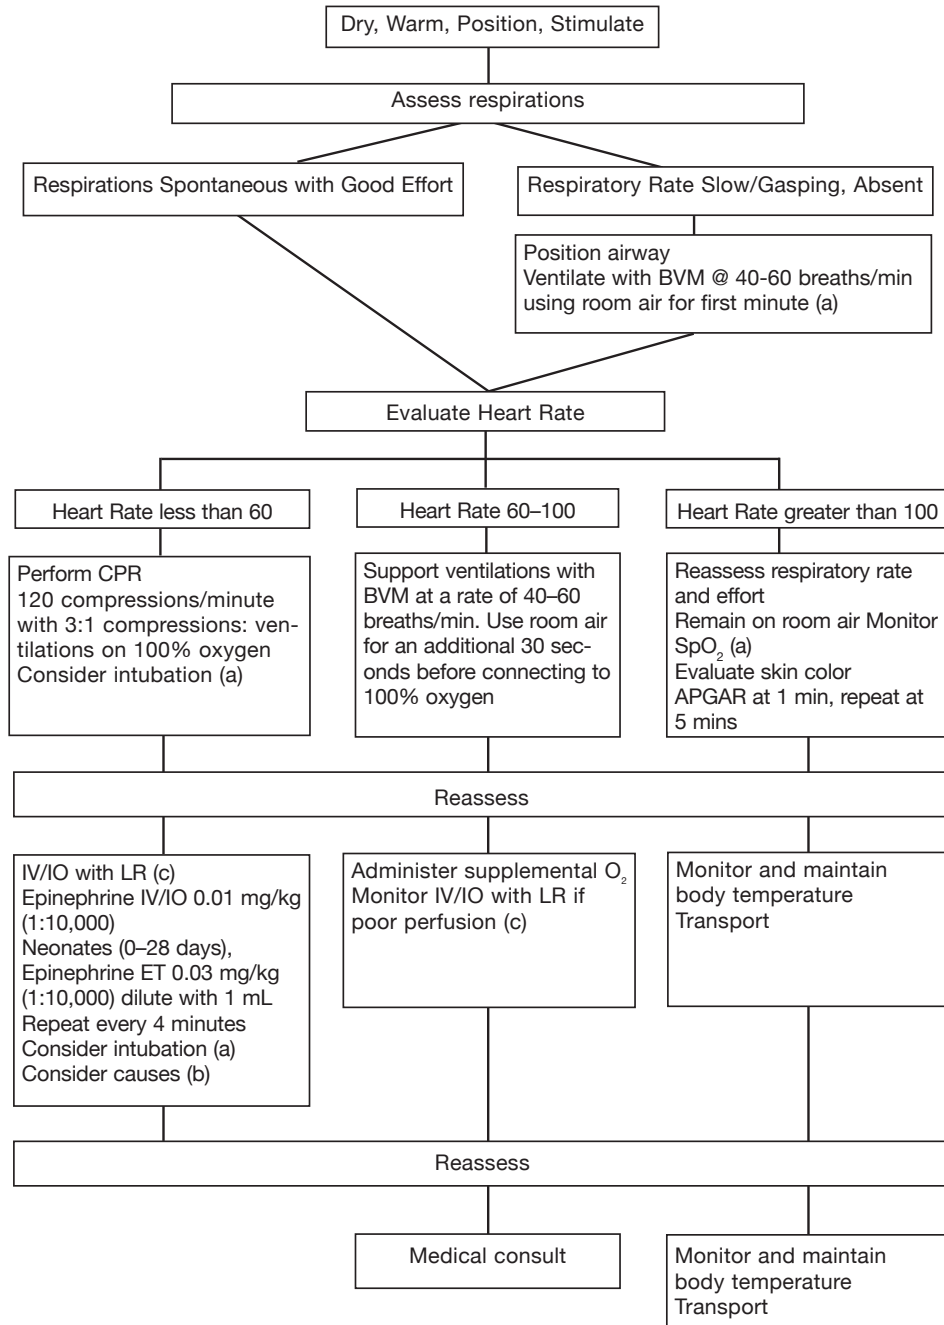 Dry, Warm, Position, Stimulate
Assess respirations
Respirations Spontaneous with Good Effort
Respiratory Rate Slow/Gasping, Absent
Position airway
Ventilate with BVM @ 40-60 breaths/min
using room air for first minute (a)
Evaluate Heart Rate
Heart Rate less than 60
Heart Rate 60–100
Heart Rate greater than 100
Perform CPR
120 compressions/minute
with 3:1 compressions: ven-
tilations on 100% oxygen
Consider intubation (a)
Support ventilations with
BVM at a rate of 40–60
breaths/min. Use room air
for an additional 30 sec-
onds before connecting to
100% oxygen
Reassess respiratory rate
and effort
Remain on room air Monitor
SpO₂ (a)
Evaluate skin color
APGAR at 1 min, repeat at
5 mins
Reassess
IV/IO with LR (c)
Epinephrine IV/IO 0.01 mg/kg
(1:10,000)
Neonates (0–28 days),
Epinephrine ET 0.03 mg/kg
(1:10,000) dilute with 1 mL
Repeat every 4 minutes
Consider intubation (a)
Consider causes (b)
Administer supplemental O₂
Monitor IV/IO with LR if
poor perfusion (c)
Monitor and maintain
body temperature
Transport
Reassess
Medical consult
Monitor and maintain
body temperature
Transport